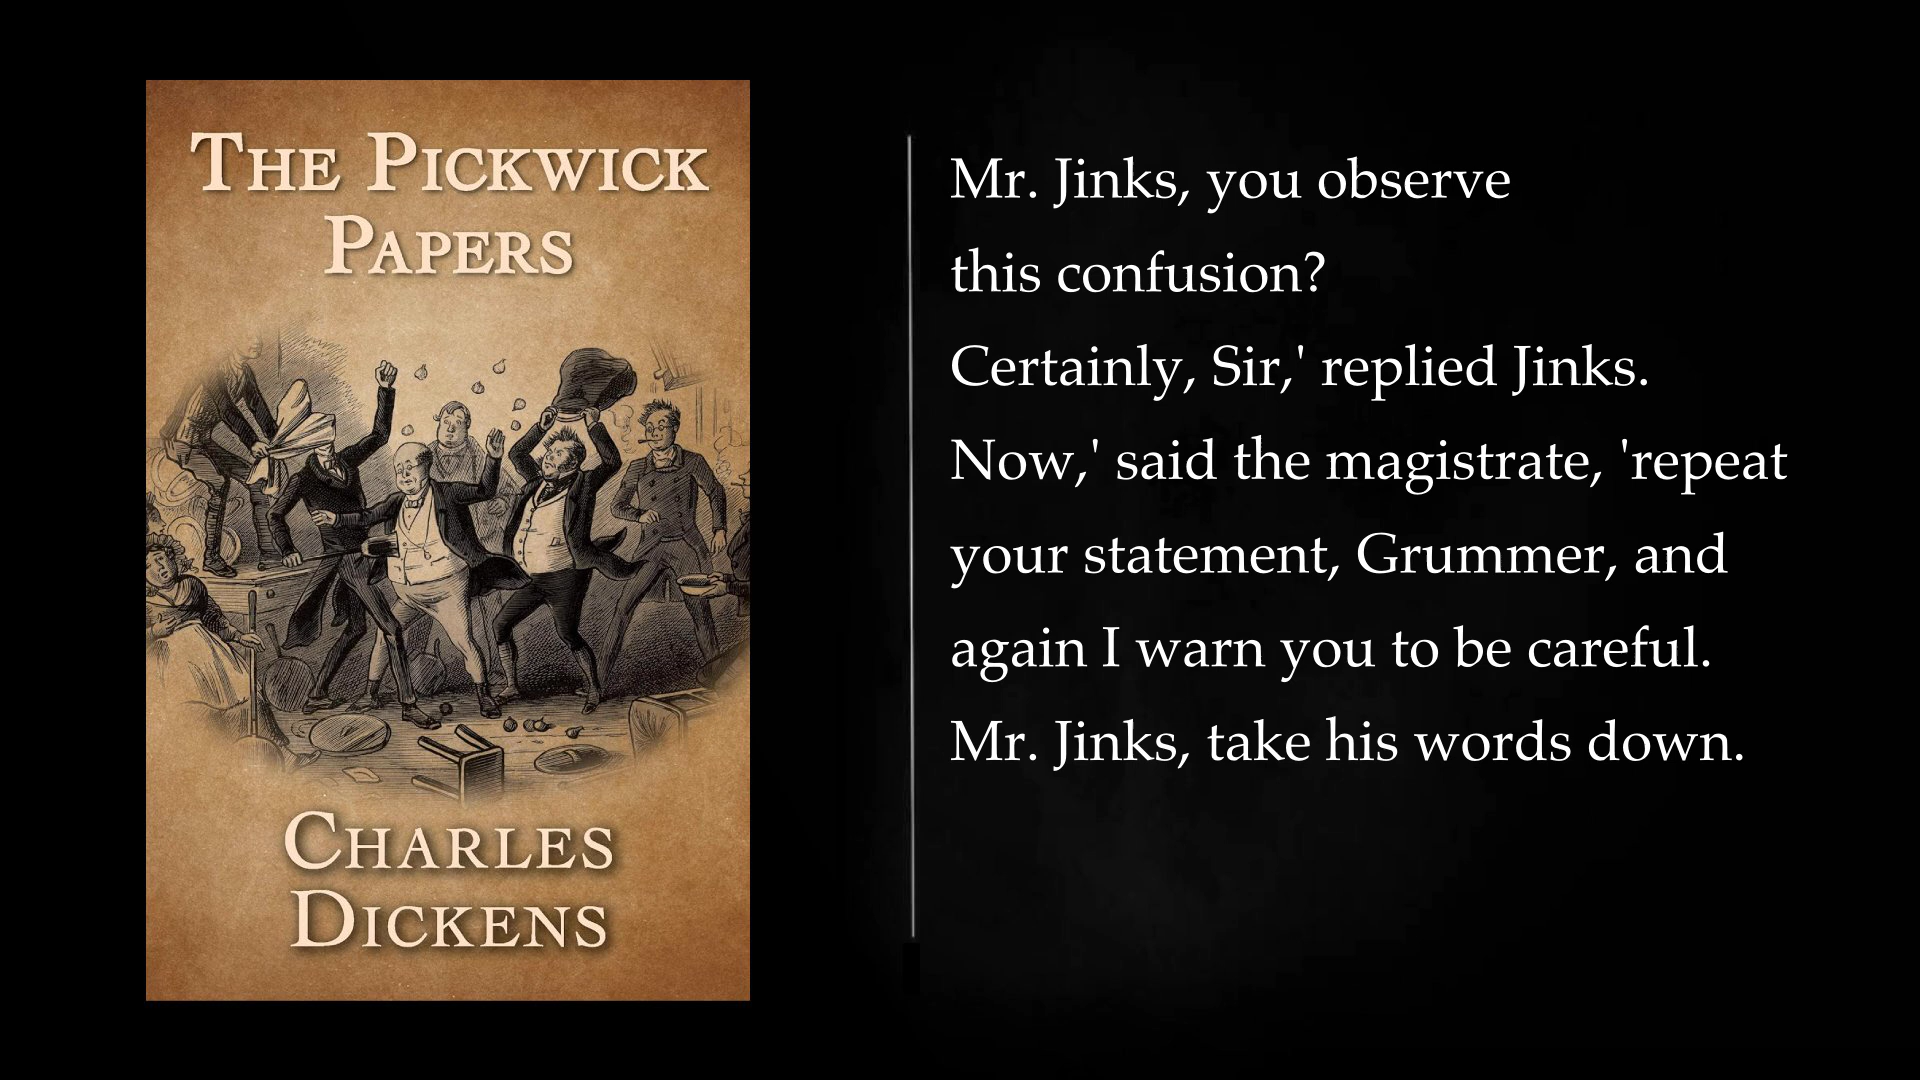 THE PICKWICK
PAPERS
CHARLES
DICKENS
Mr. Jinks, you observe
this confusion?
Certainly, Sir,' replied Jinks.
Now,' said the magistrate, 'repeat
your statement, Grummer, and
again I warn you to be careful.
Mr. Jinks, take his words down.